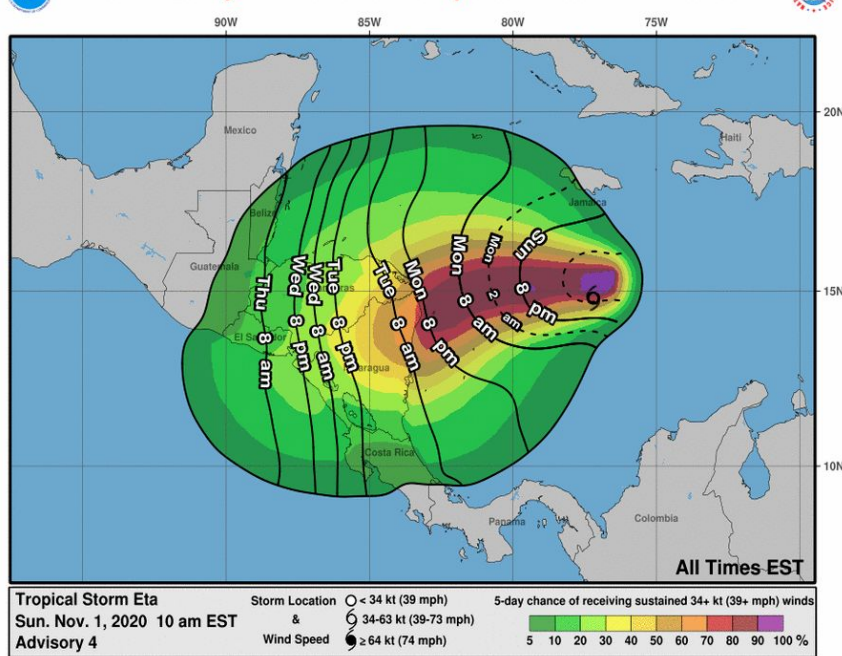 90W 85W 80W 75W
20N
Mexico
Haiti
Jamaica
Belize
Guatemala
15N
Sun 8 pm
Mon 2 am
Mon 8 am
Mon 8 pm
Tue 8 am
Tue 8 pm
Wed 8 am
Wed 8 pm
Thu 8 am
El Salvador
Nicaragua
Costa Rica
10N
Panama
Colombia
All Times EST
Tropical Storm Eta
Sun. Nov. 1, 2020 10 am EST
Advisory 4
Storm Location
&
Wind Speed
< 34 kt (39 mph)
34-63 kt (39-73 mph)
≥ 64 kt (74 mph)
5-day chance of receiving sustained 34+ kt (39+ mph) winds
5 10 20 30 40 50 60 70 80 90 100 %